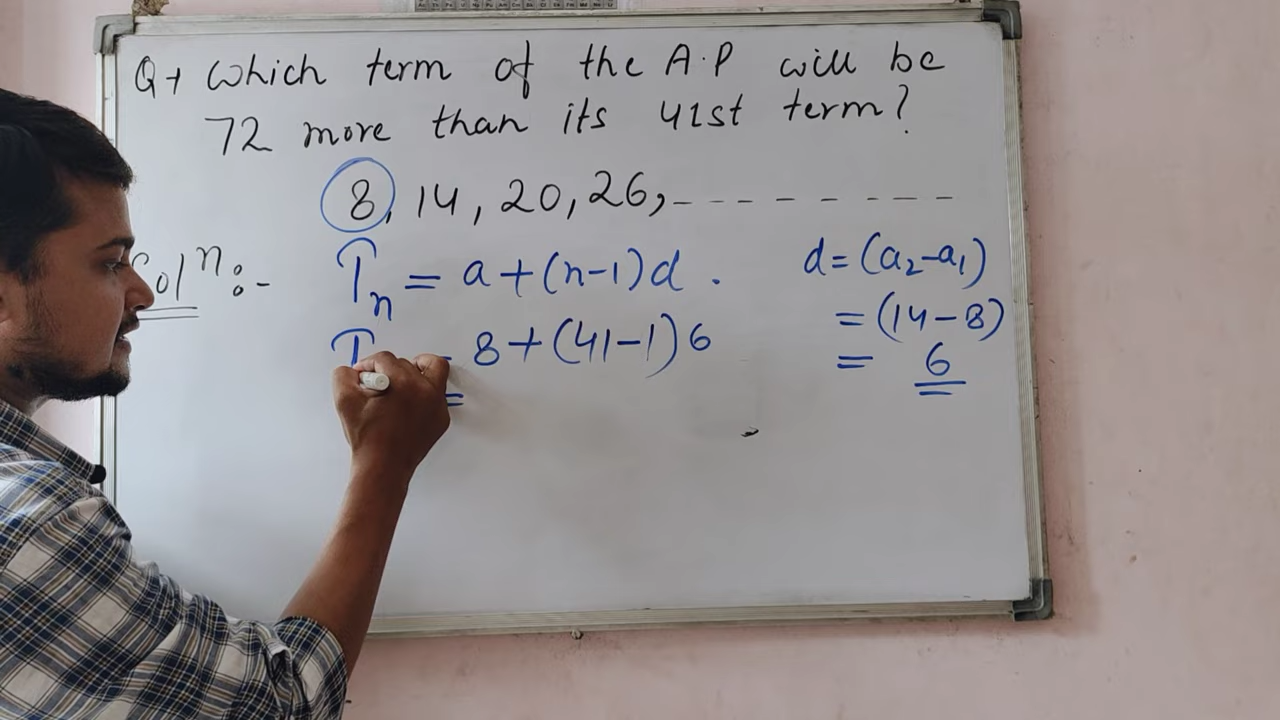 Q→ Which term of the A.P will be
72 more than its 41st term?
8, 14, 20, 26, - - - - - - - -
Solⁿ:- Tₙ = a + (n-1)d . d = (a₂ - a₁)
T = 8 + (41-1)6 = (14 - 8)
= = 6